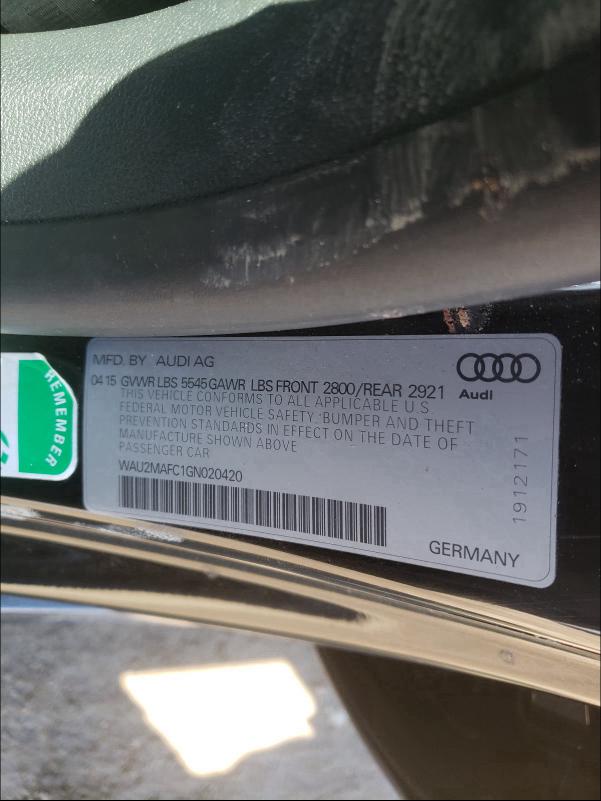 MFD. BY AUDI AG
04 15 GVWR LBS 5545 GAWR LBS FRONT 2800/REAR 2921
Audi
THIS VEHICLE CONFORMS TO ALL APPLICABLE U.S.
FEDERAL MOTOR VEHICLE SAFETY. BUMPER AND THEFT
PREVENTION STANDARDS IN EFFECT ON THE DATE OF
MANUFACTURE SHOWN ABOVE
PASSENGER CAR
WAU2MAFC1GN020420
GERMANY
1912171
REMEMBER